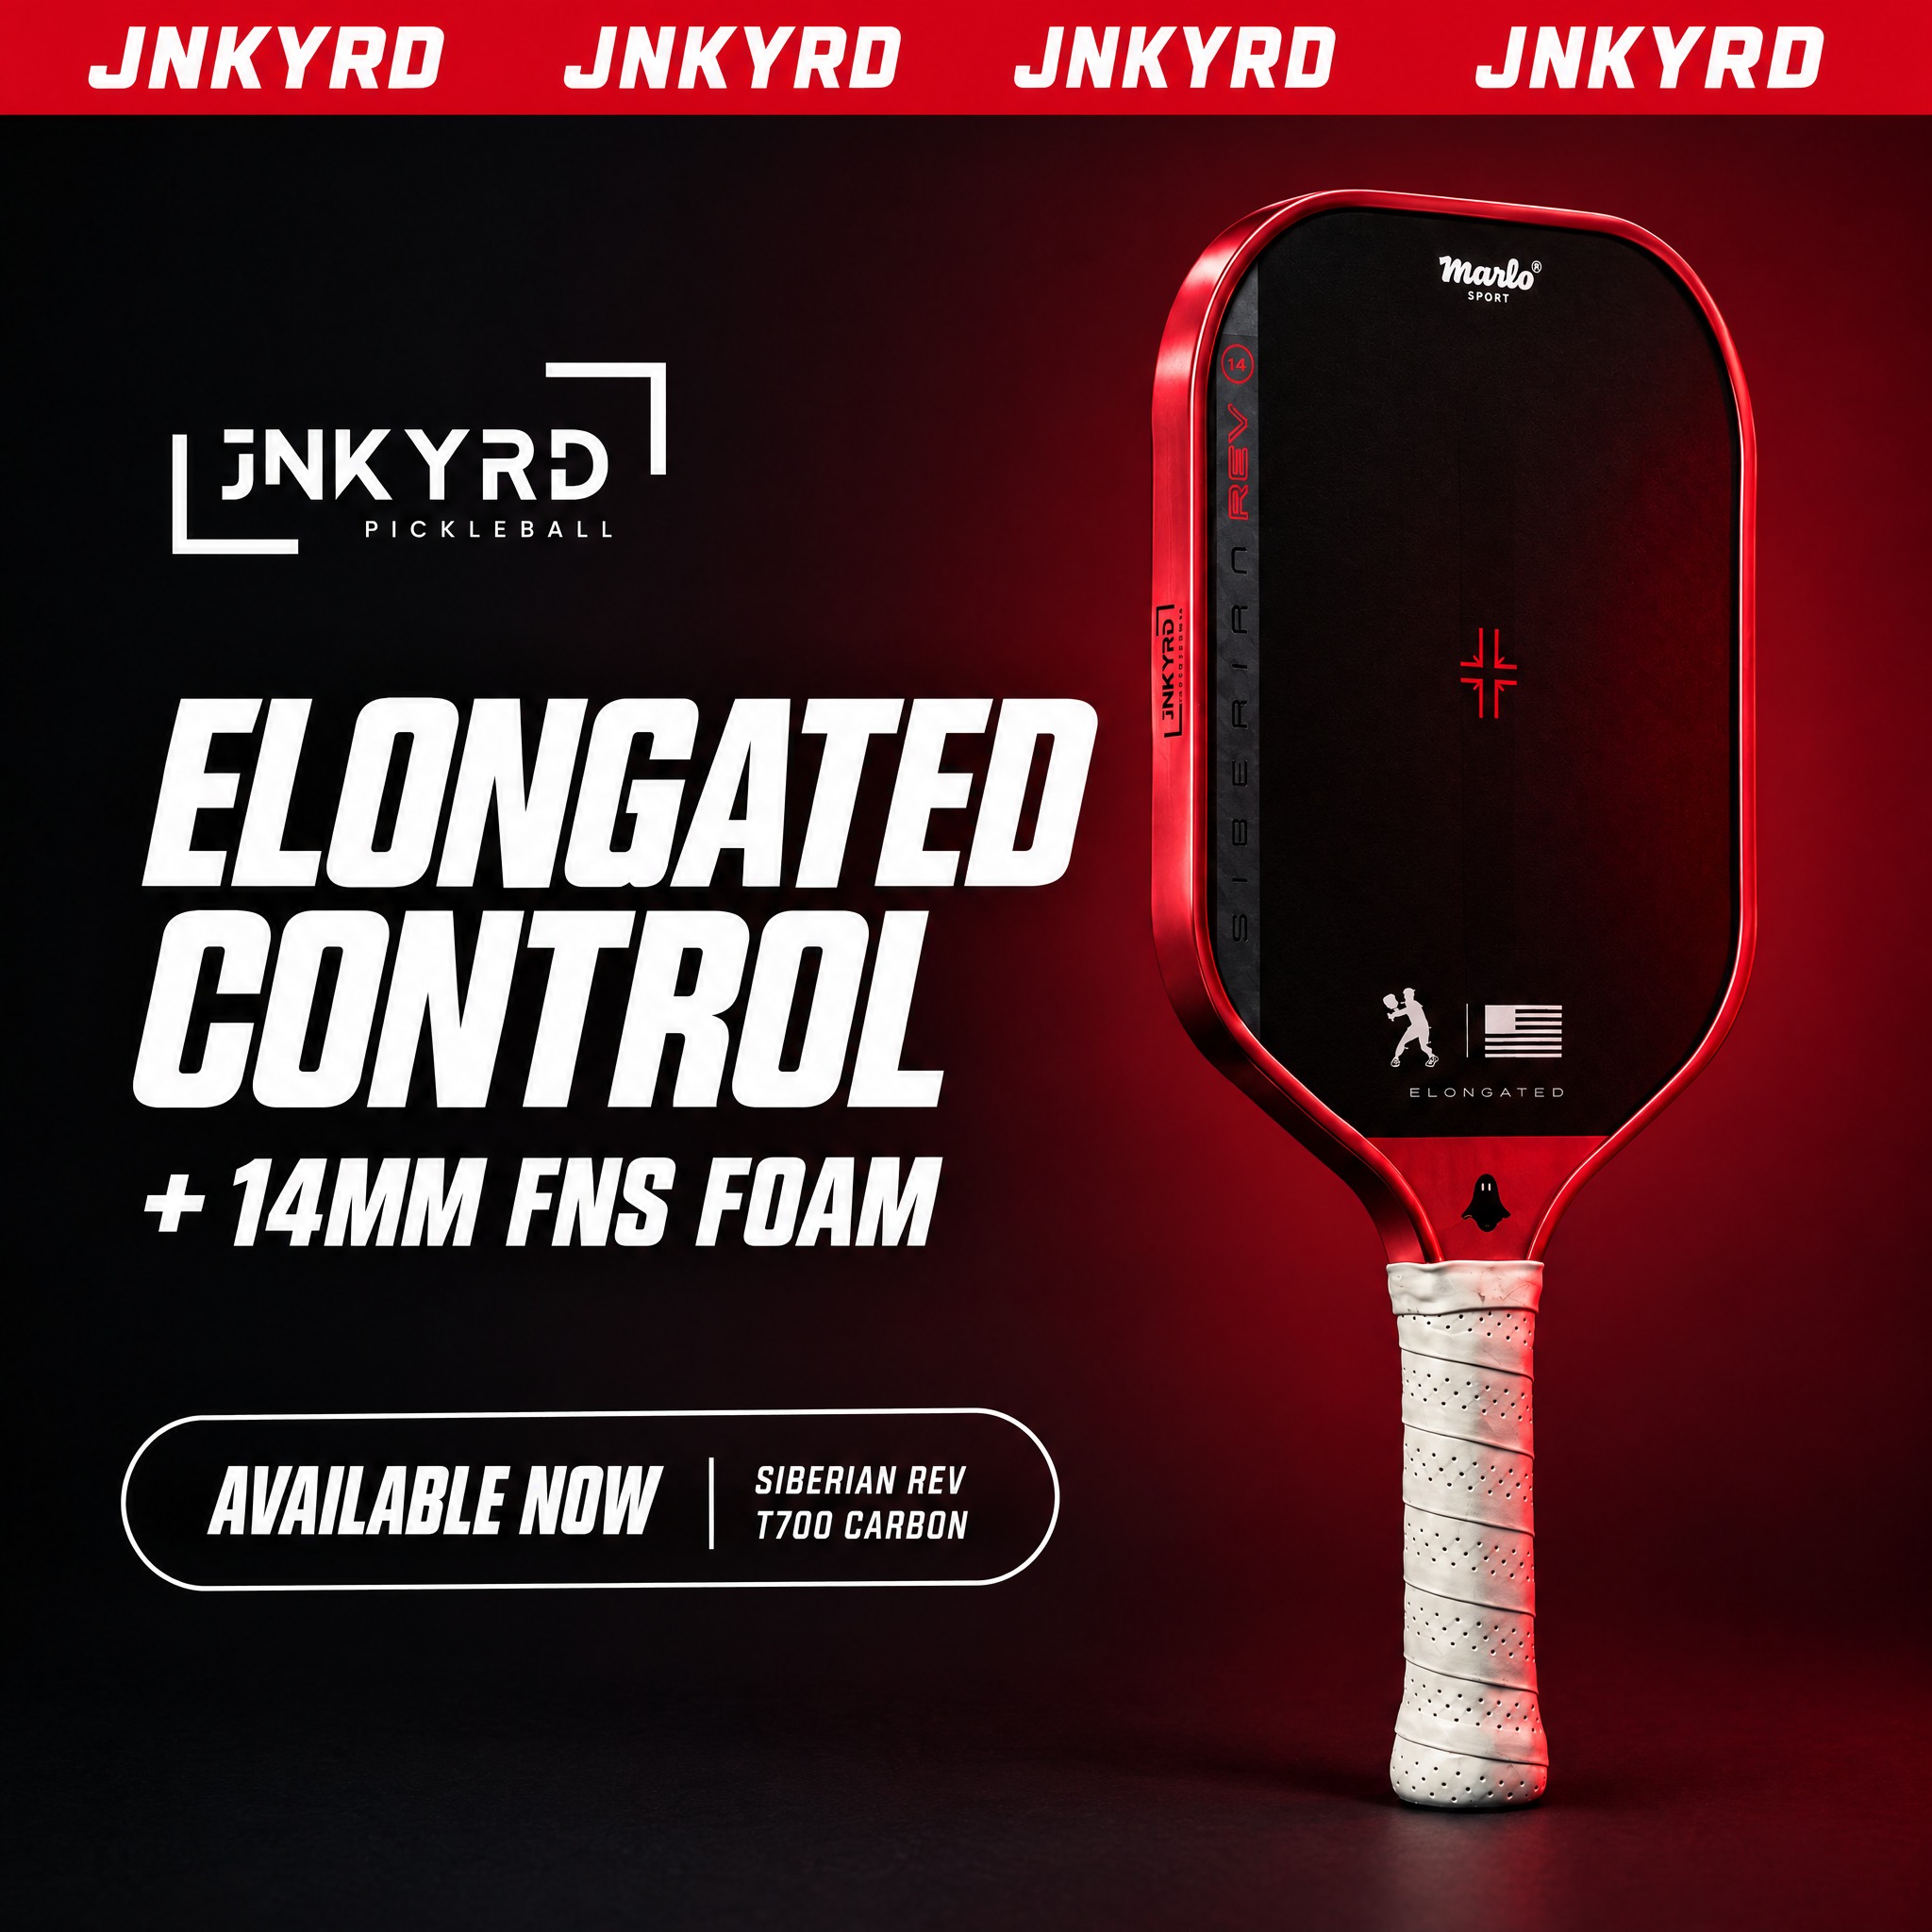 JNKYRD JNKYRD JNKYRD JNKYRD
JNKYRD
PICKLEBALL
ELONGATED
CONTROL
+ 14MM FNS FOAM
AVAILABLE NOW
SIBERIAN REV
T700 CARBON
marlo®
SPORT
14
SIBERIAN REV
JNKYRD
ELONGATED